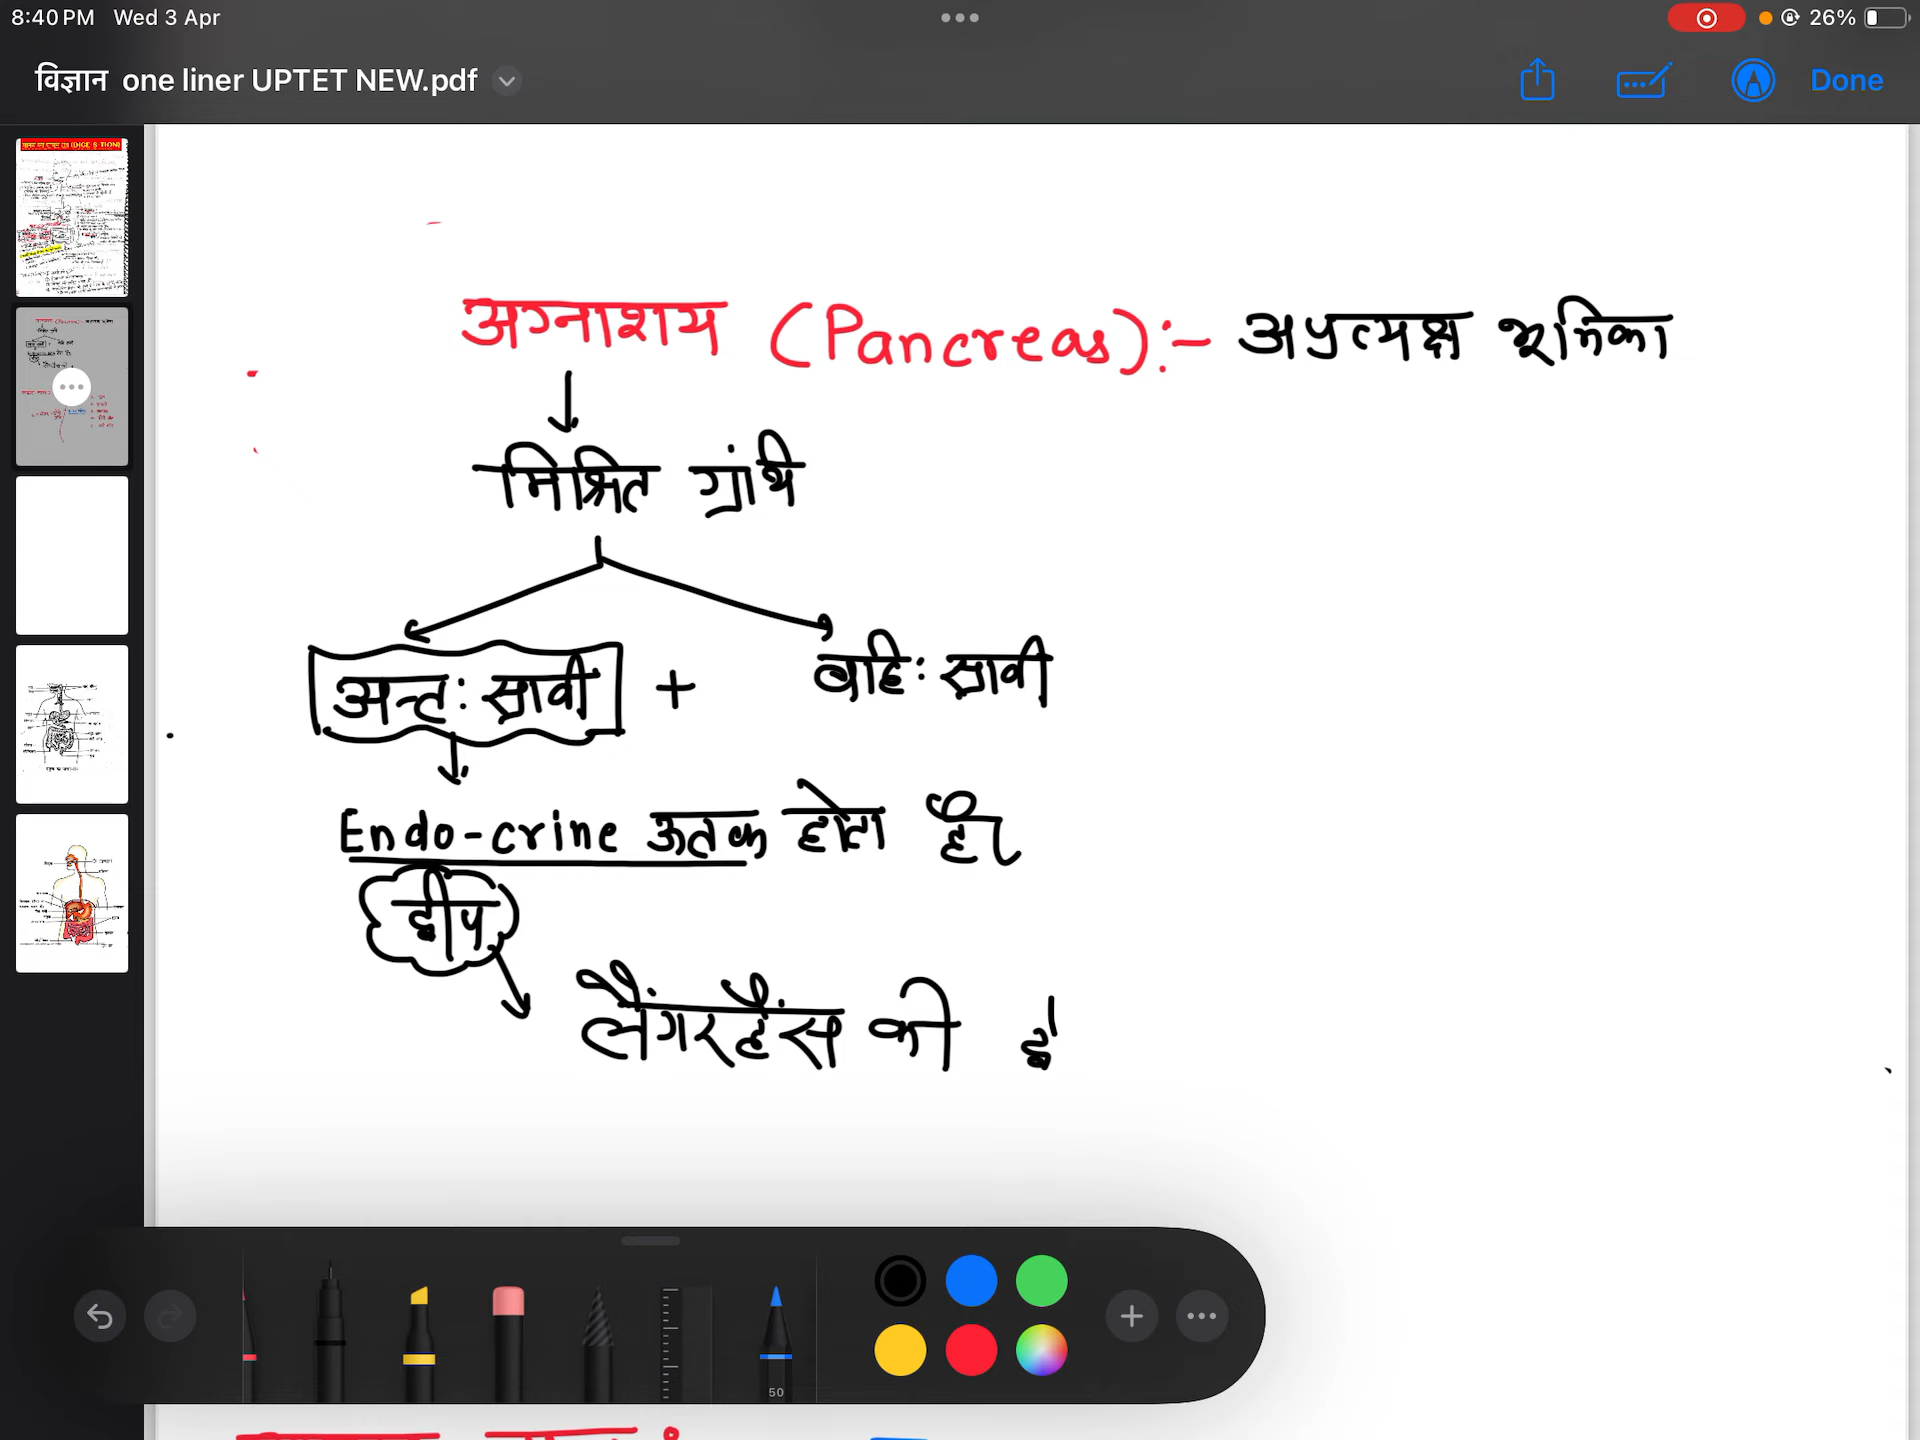 8:40 PM Wed 3 Apr
26%
विज्ञान one liner UPTET NEW.pdf
Done
अग्नाशय (Pancreas):- अप्रत्यक्ष भूमिका
मिश्रित ग्रंथि
अन्तः स्रावी + बहिः स्रावी
Endo-crine ऊतक होता है।
द्वीप
लैंगरहैंस की
50